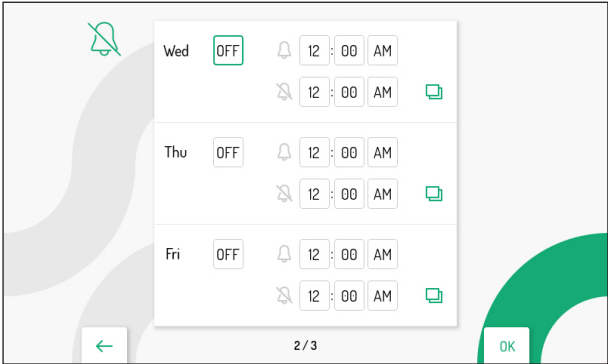 Wed OFF 12 : 00 AM
12 : 00 AM
Thu OFF 12 : 00 AM
12 : 00 AM
Fri OFF 12 : 00 AM
12 : 00 AM
2 / 3
OK